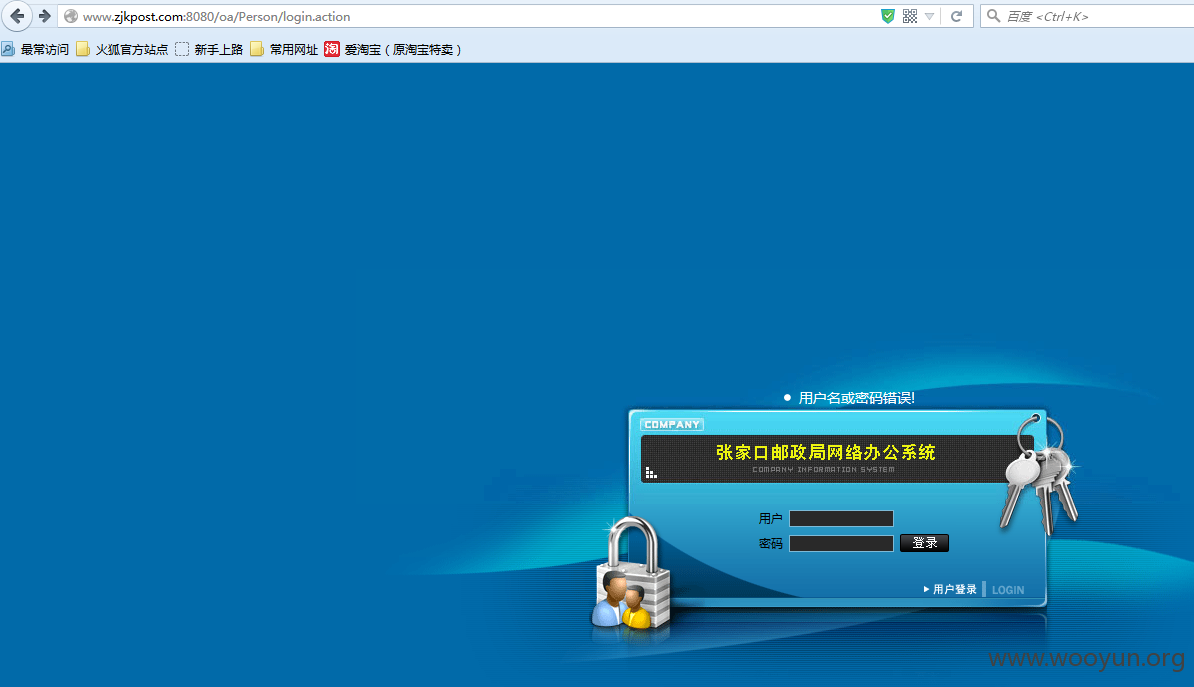 www.zjkpost.com:8080/oa/Person/login.action
百度 <Ctrl+K>
最常访问 火狐官方站点 新手上路 常用网址 淘 爱淘宝（原淘宝特卖）
用户名或密码错误!
COMPANY
张家口邮政局网络办公系统
COMPANY INFORMATION SYSTEM
用户
密码 登录
用户登录 LOGIN
www.wooyun.org